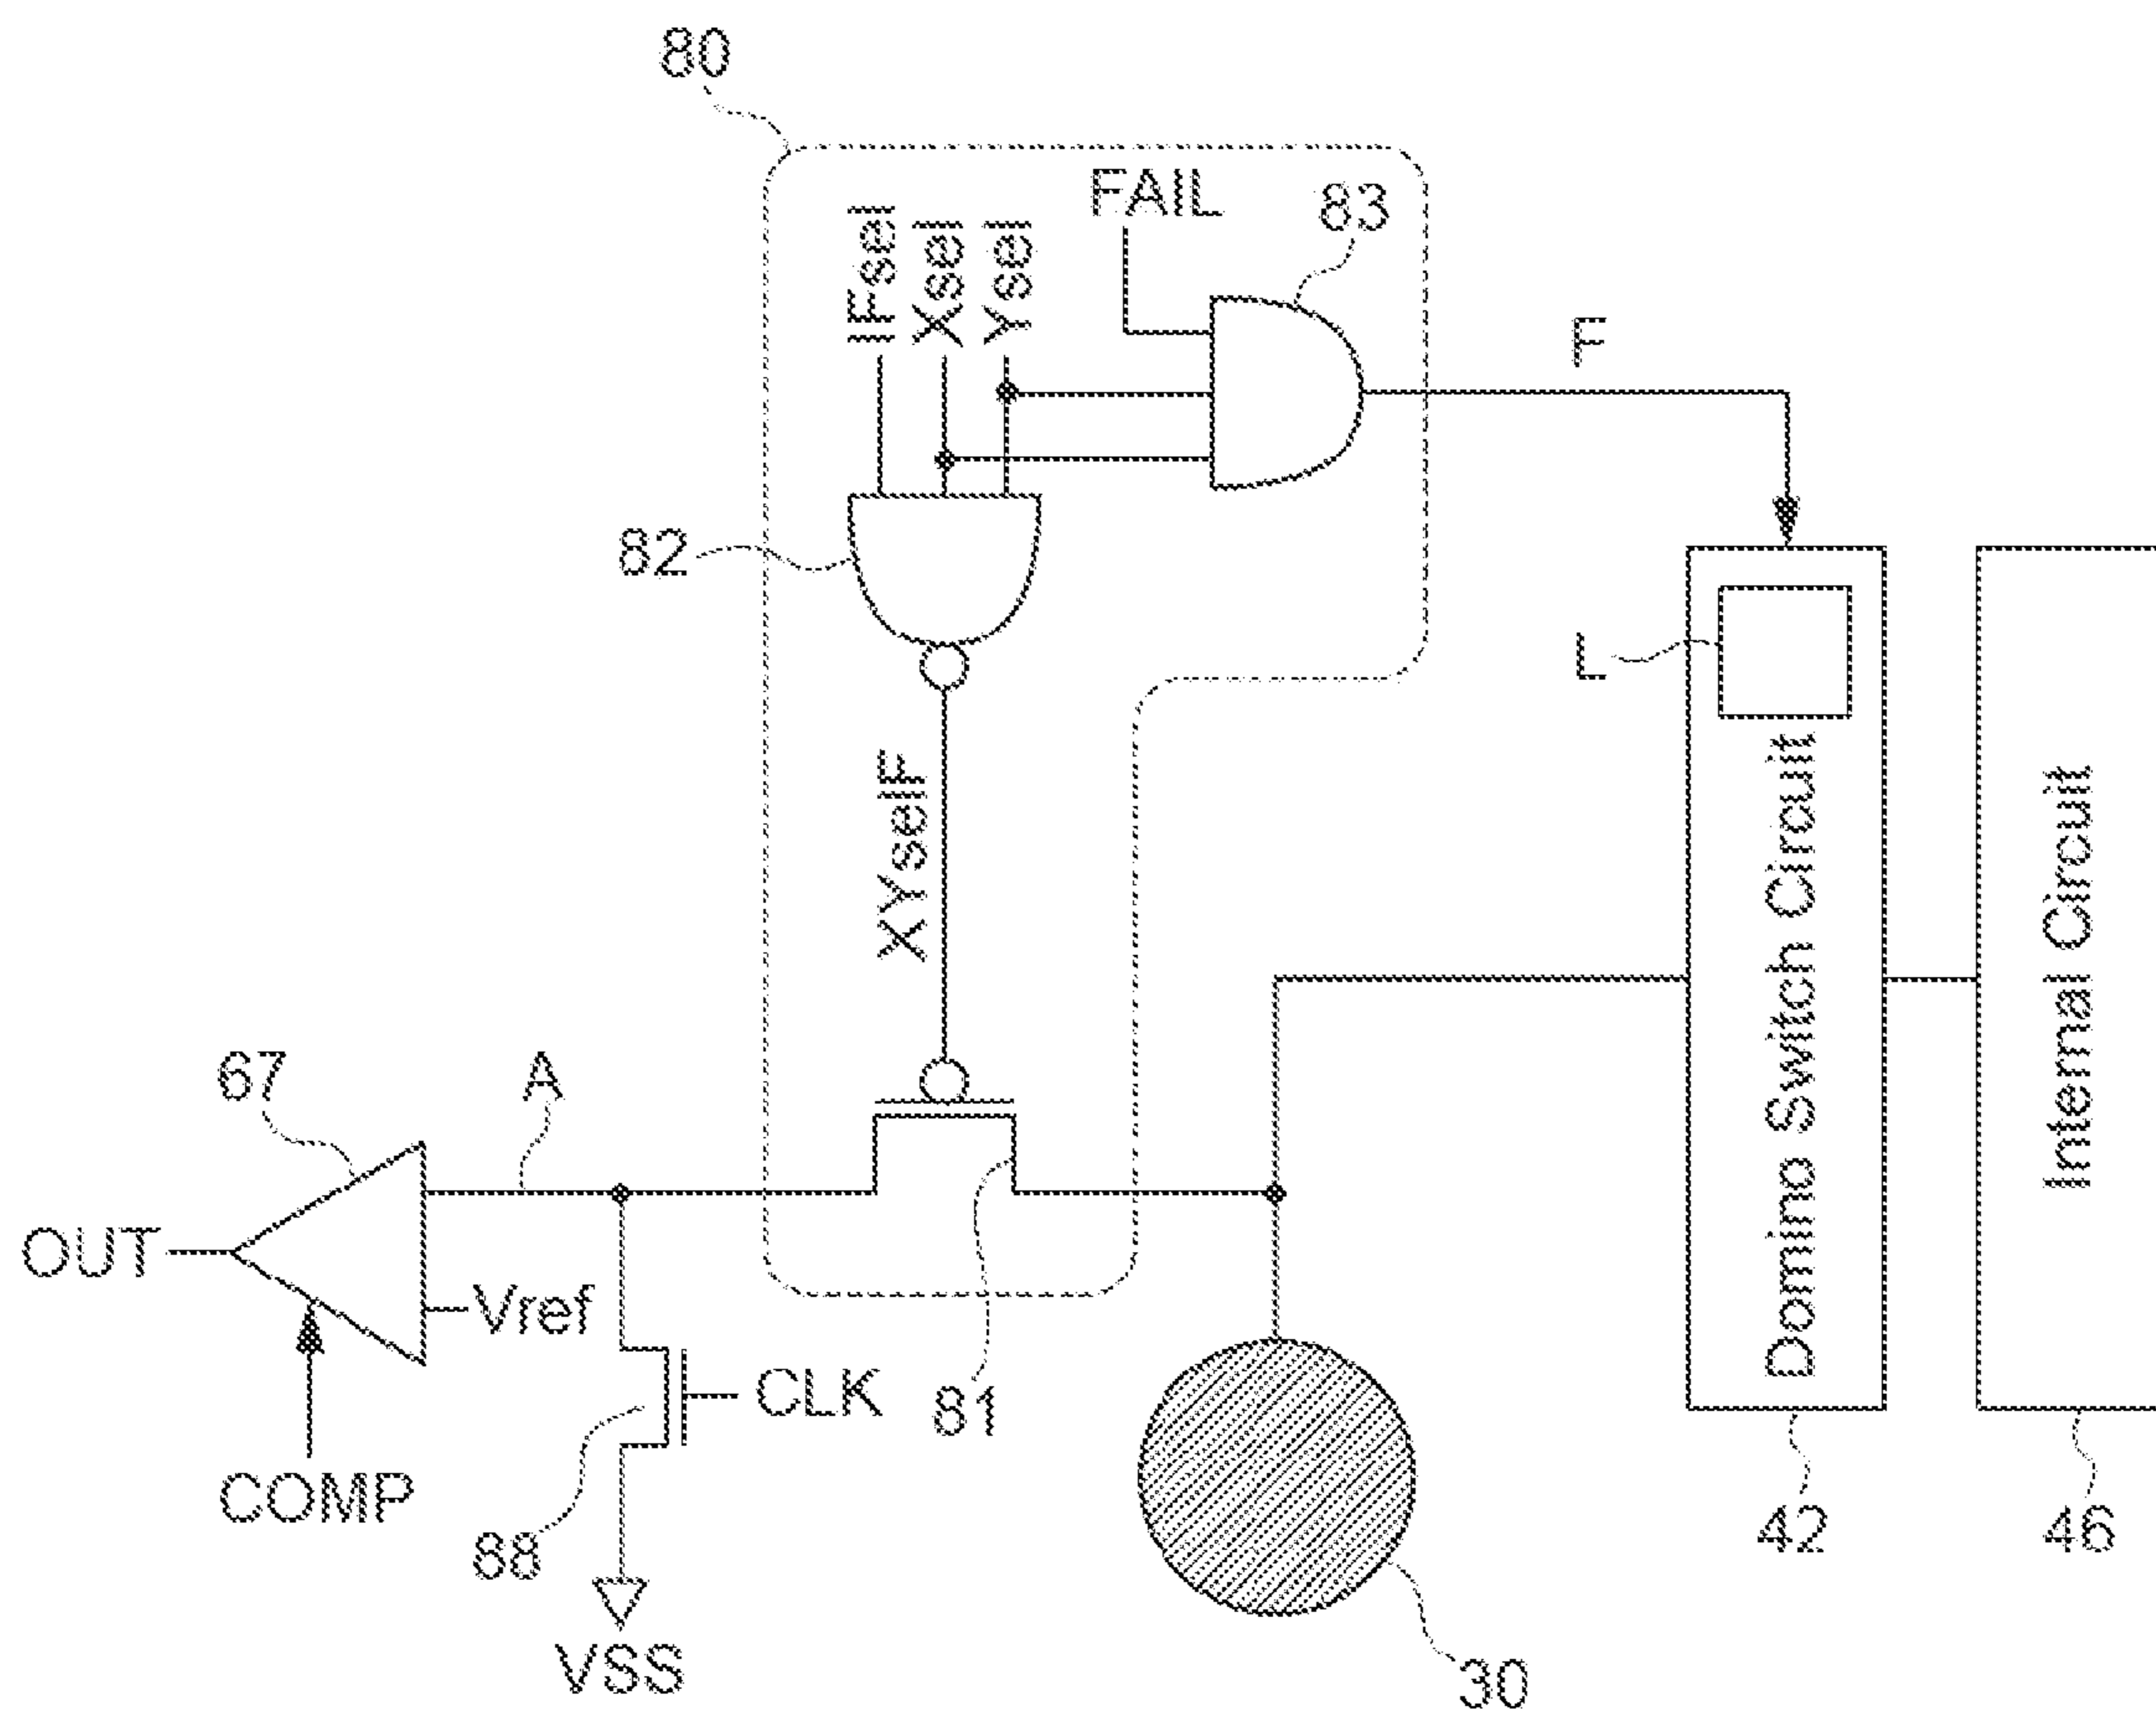 80
FAIL
83
IFsel
Xsel
Ysel
F
82
L
XYselF
Domino Switch Circuit
Internal Circuit
67
A
OUT
Vref
CLK
81
COMP
88
42
46
VSS
30